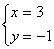 x = 3
y = −1